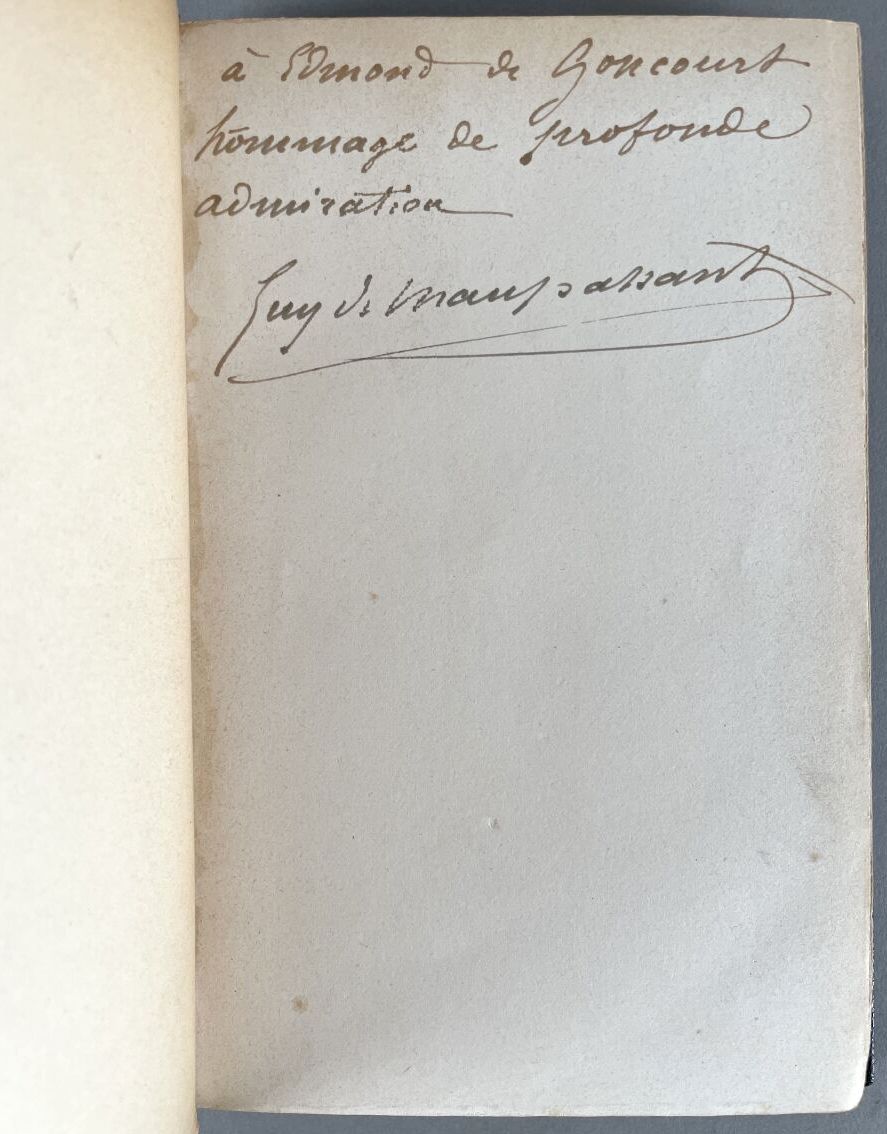 à Edmond de Goncourt
hommage de profonde
admiration
Guy de Maupassant